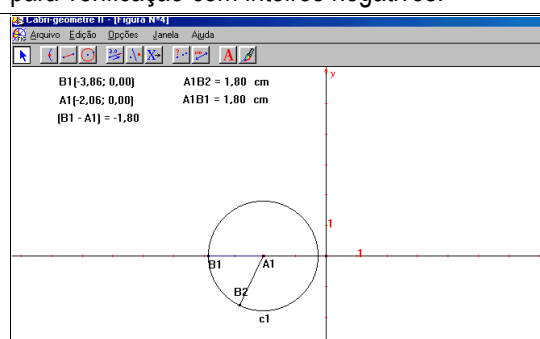 para verificação com inteiros negativos.
Cabri-géomètre II - [Figura Nº4]
Arquivo Edição Opções Janela Ajuda
B1(-3,86; 0,00) A1B2 = 1,80 cm
A1(-2,06; 0,00) A1B1 = 1,80 cm
(B1 - A1) = -1,80
y
1
1
B1 A1
B2
c1